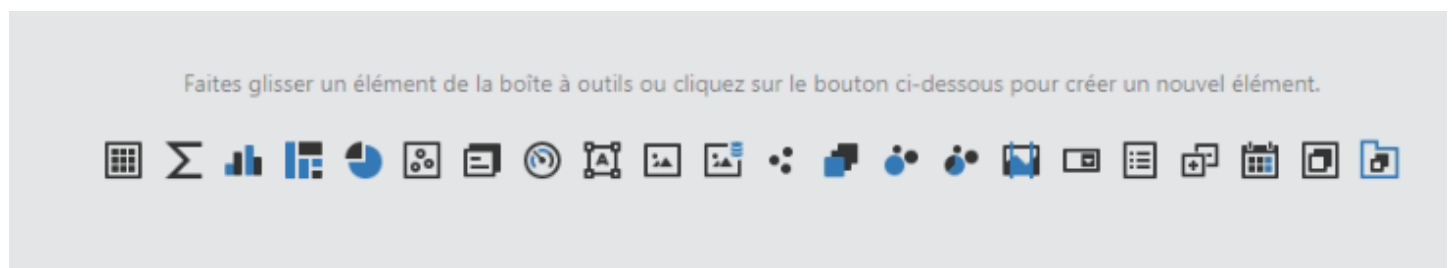 Faites glisser un élément de la boîte à outils ou cliquez sur le bouton ci-dessous pour créer un nouvel élément.